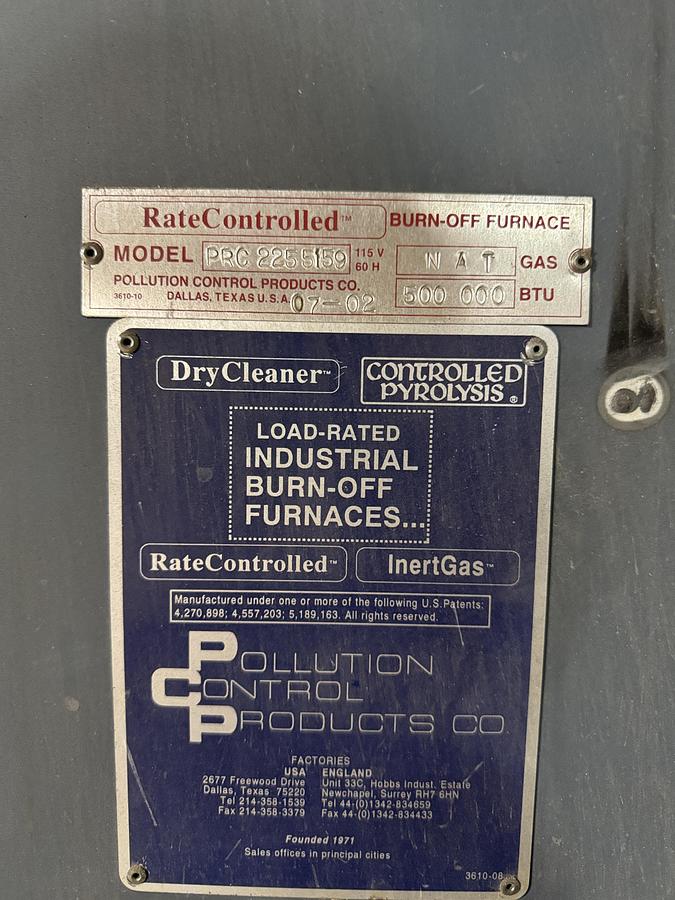 RateControlled™ BURN-OFF FURNACE
MODEL PRC 2255159 115 V 60 H NAT GAS
POLLUTION CONTROL PRODUCTS CO. 500 000 BTU
3610-10 DALLAS, TEXAS U.S.A. 07-02
DryCleaner™ CONTROLLED PYROLYSIS®
LOAD-RATED
INDUSTRIAL
BURN-OFF
FURNACES...
RateControlled™ InertGas™
Manufactured under one or more of the following U.S. Patents:
4,270,898; 4,557,203; 5,189,163. All rights reserved.
POLLUTION
CONTROL
PRODUCTS CO
FACTORIES
USA ENGLAND
2677 Freewood Drive Unit 33C, Hobbs Indust. Estate
Dallas, Texas 75220 Newchapel, Surrey RH7 6HN
Tel 214-358-1539 Tel 44-(0)1342-834659
Fax 214-358-3379 Fax 44-(0)1342-834433
Founded 1971
Sales offices in principal cities
3610-08